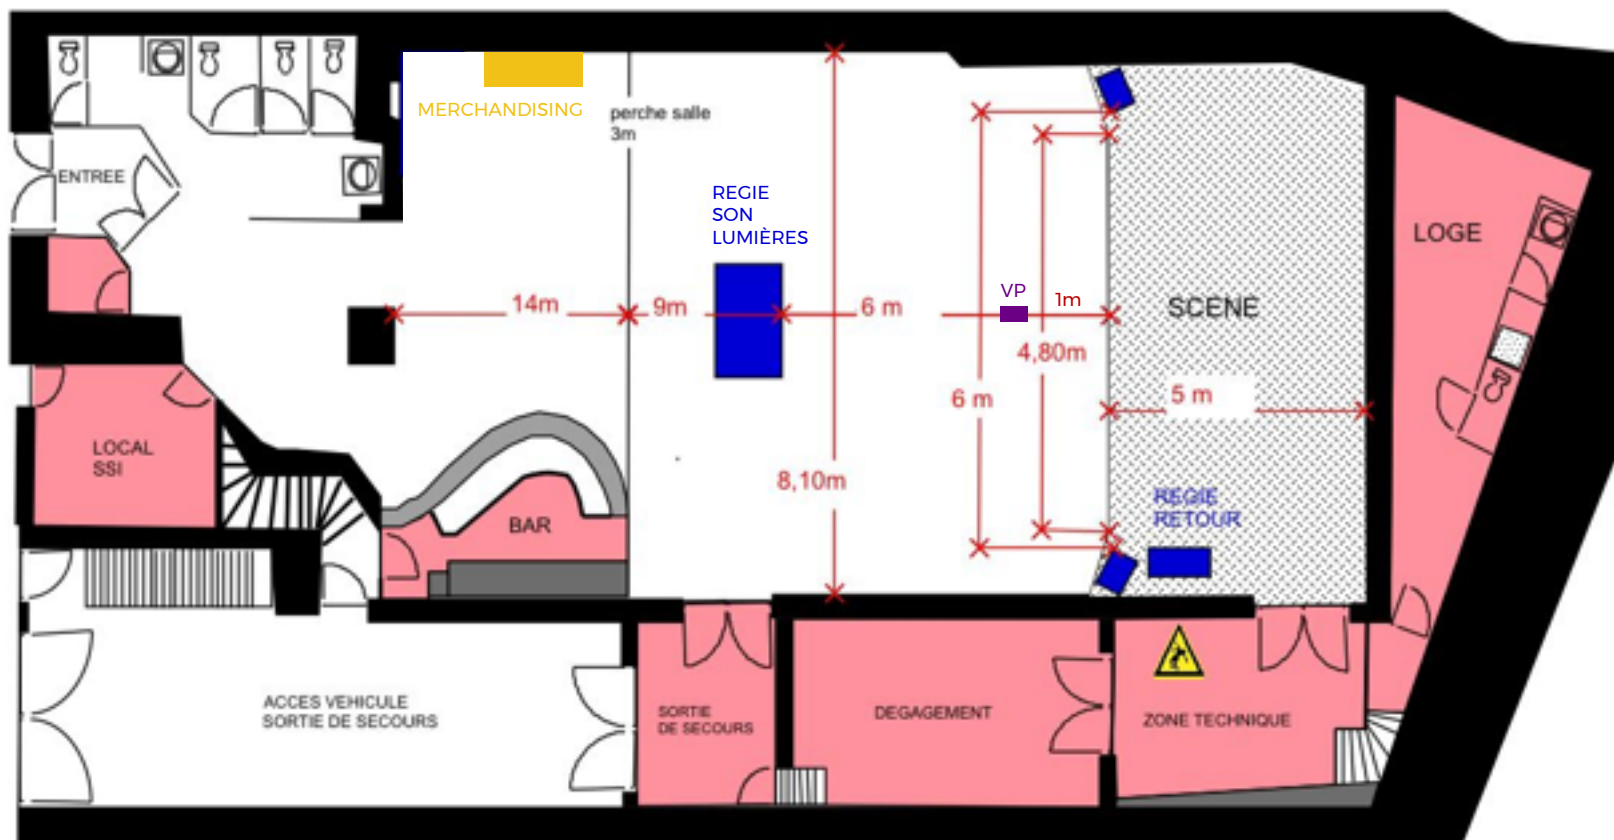 MERCHANDISING
perche salle
3m
ENTREE
REGIE
SON
LUMIÈRES
LOGE
VP
1m
14m
9m
6 m
SCENE
4,80m
6 m
5 m
LOCAL
SSI
8,10m
REGIE
RETOUR
BAR
ACCES VEHICULE
SORTIE DE SECOURS
SORTIE
DE SECOURS
DEGAGEMENT
ZONE TECHNIQUE